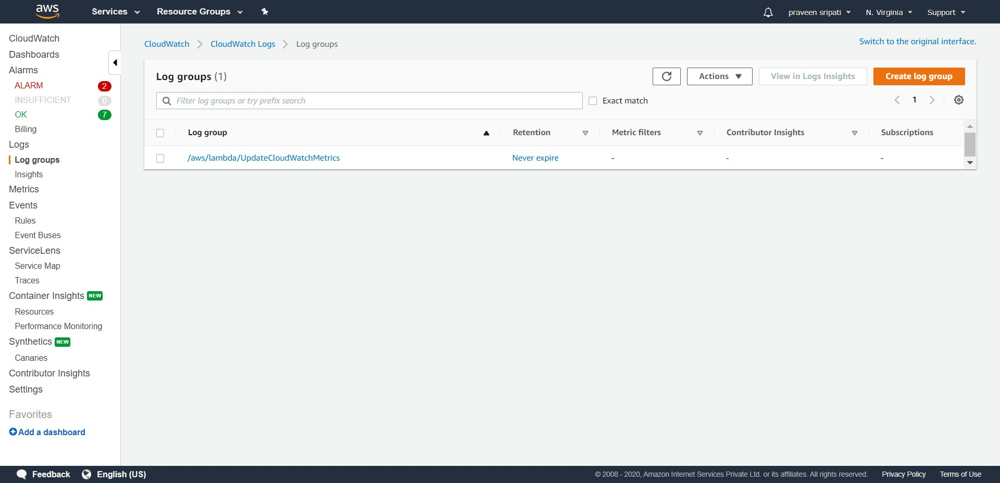 aws Services Resource Groups praveen sripati N. Virginia Support
CloudWatch
Dashboards
Alarms
ALARM 2
INSUFFICIENT 0
OK 7
Billing
Logs
Log groups
Insights
Metrics
Events
Rules
Event Buses
ServiceLens
Service Map
Traces
Container Insights NEW
Resources
Performance Monitoring
Synthetics NEW
Canaries
Contributor Insights
Settings
Favorites
Add a dashboard
CloudWatch CloudWatch Logs Log groups
Switch to the original interface.
Log groups (1) Actions View in Logs Insights Create log group
Filter log groups or try prefix search Exact match 1
Log group Retention Metric filters Contributor Insights Subscriptions
/aws/lambda/UpdateCloudWatchMetrics Never expire - - -
Feedback English (US) © 2008 - 2020, Amazon Internet Services Private Ltd. or its affiliates. All rights reserved. Privacy Policy Terms of Use